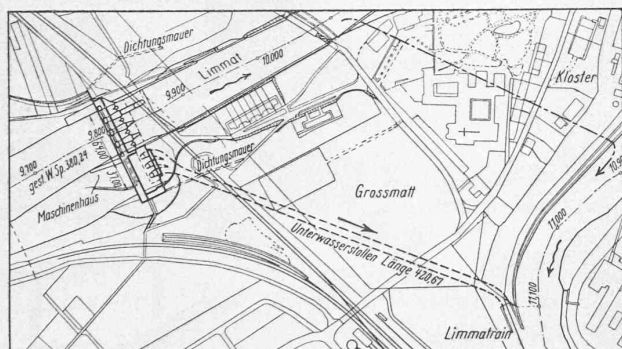 Dichtungsmauer
Limmat
10.000
9.900
Kloster
9.800
9.700
gest. W. Sp. 380,24
Dichtungsmauer
Maschinenhaus
Grossmatt
Unterwasserstollen Länge 420,67
11.000
11.100
Limmatrain